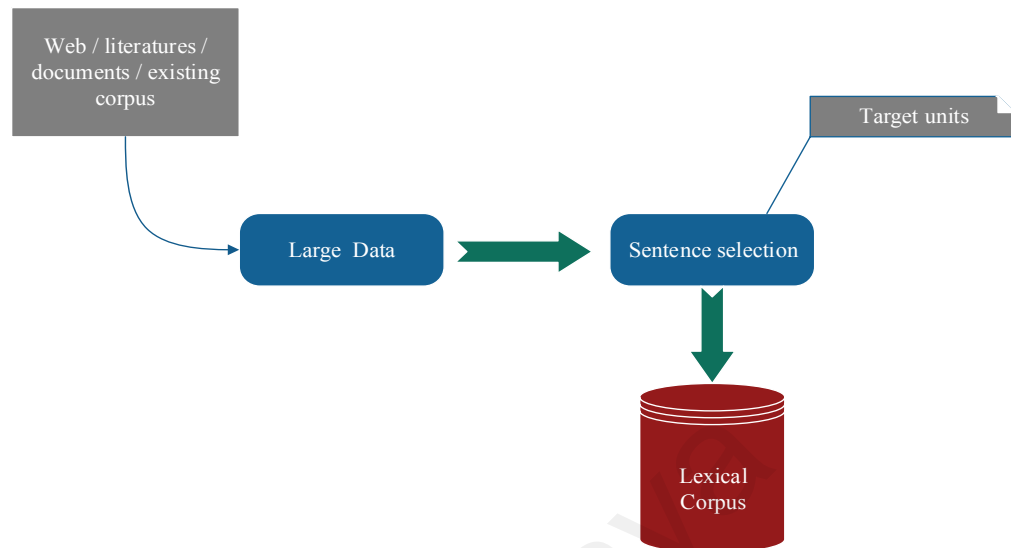 Web / literatures /
documents / existing
corpus
Target units
Large Data
Sentence selection
Lexical
Corpus